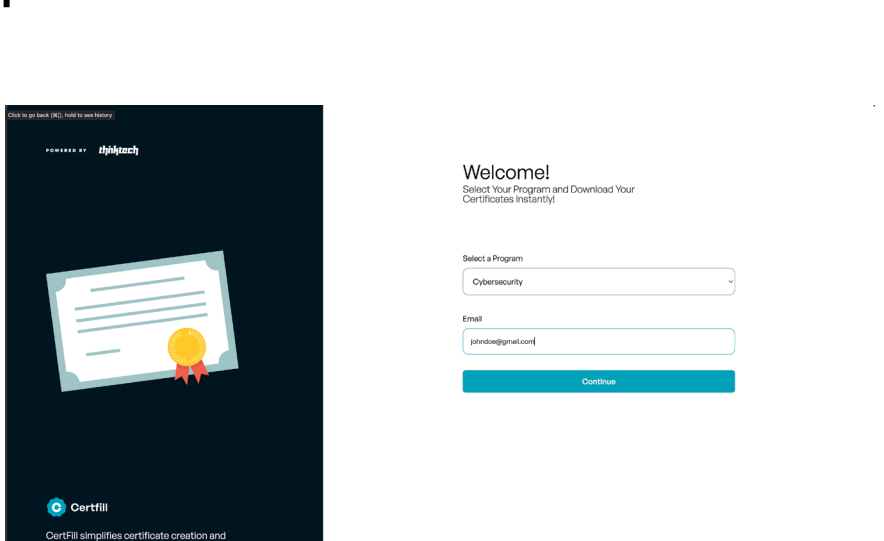 Click to go back (⌘[), hold to see history
POWERED BY thinktech
Certfill
CertFill simplifies certificate creation and
Welcome!
Select Your Program and Download Your
Certificates Instantly!
Select a Program
Cybersecurity
Email
johndoe@gmail.com
Continue